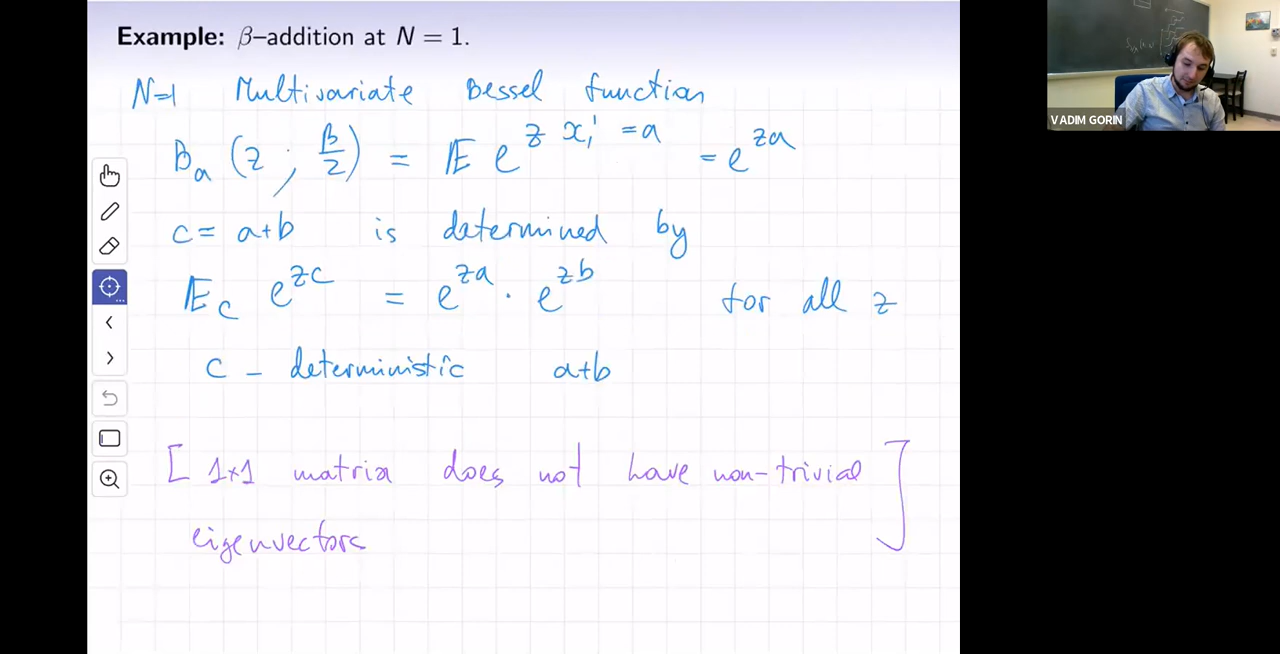 Example: β–addition at N = 1.
N=1 Multivariate Bessel function
B_a (z ; β/2) = 𝔼 e^{z x_1^1 = a} = e^{za}
c = a+b is determined by
𝔼_c e^{zc} = e^{za} · e^{zb} for all z
c – deterministic a+b
[ 1×1 matrix does not have non-trivial
eigenvectors ]
VADIM GORIN